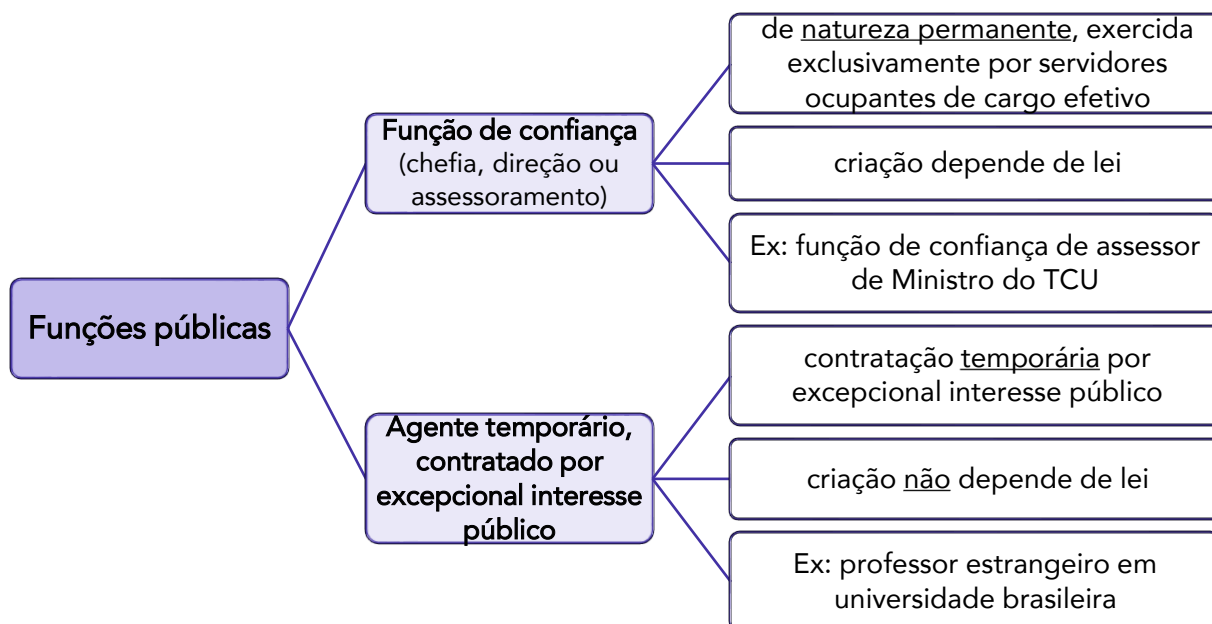 Funções públicas
Função de confiança
(chefia, direção ou
assessoramento)
de natureza permanente, exercida
exclusivamente por servidores
ocupantes de cargo efetivo
criação depende de lei
Ex: função de confiança de assessor
de Ministro do TCU
Agente temporário,
contratado por
excepcional interesse
público
contratação temporária por
excepcional interesse público
criação não depende de lei
Ex: professor estrangeiro em
universidade brasileira